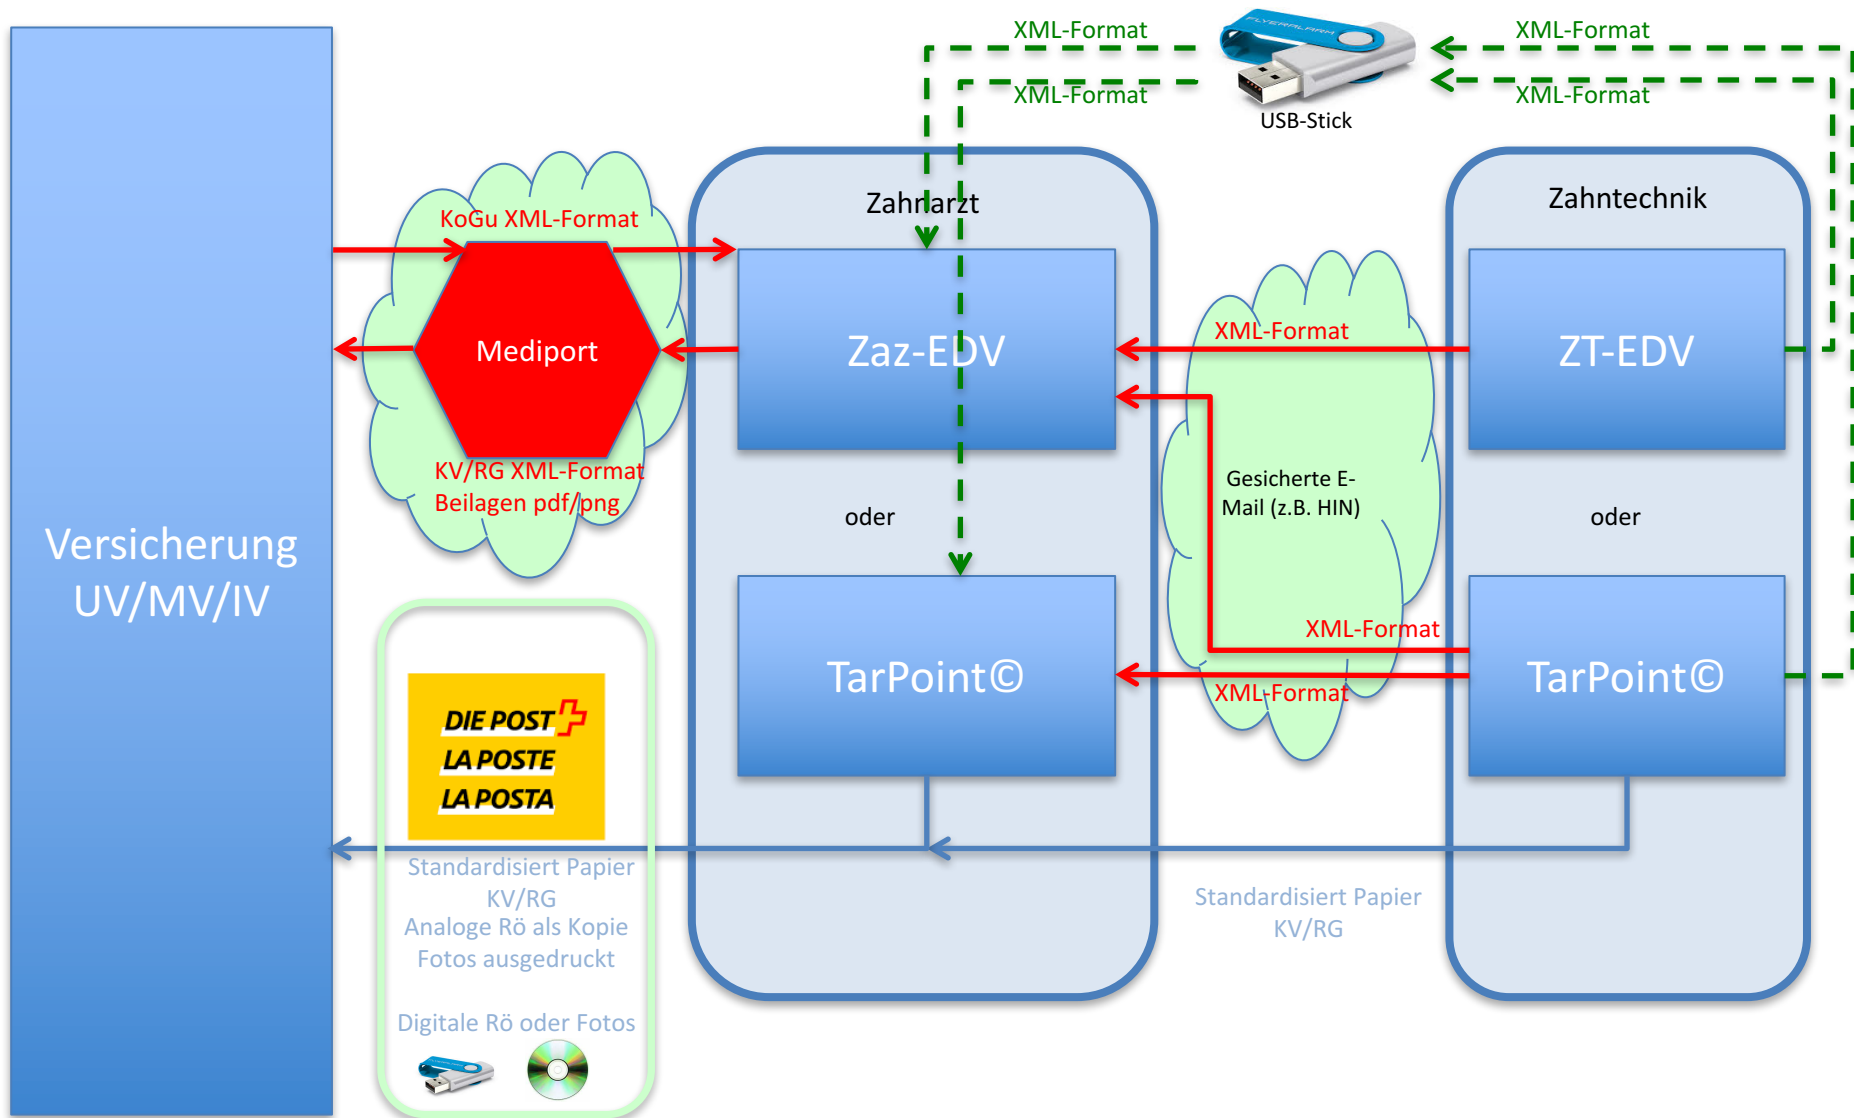 XML-Format
XML-Format
FLYERALARM
USB-Stick
XML-Format
XML-Format
Versicherung
UV/MV/IV
KoGu XML-Format
Mediport
KV/RG XML-Format
Beilagen pdf/png
DIE POST
LA POSTE
LA POSTA
Standardisiert Papier
KV/RG
Analoge Rö als Kopie
Fotos ausgedruckt
Digitale Rö oder Fotos
Zahnarzt
Zaz-EDV
oder
TarPoint©
XML-Format
Gesicherte E-
Mail (z.B. HIN)
XML-Format
XML-Format
Standardisiert Papier
KV/RG
Zahntechnik
ZT-EDV
oder
TarPoint©